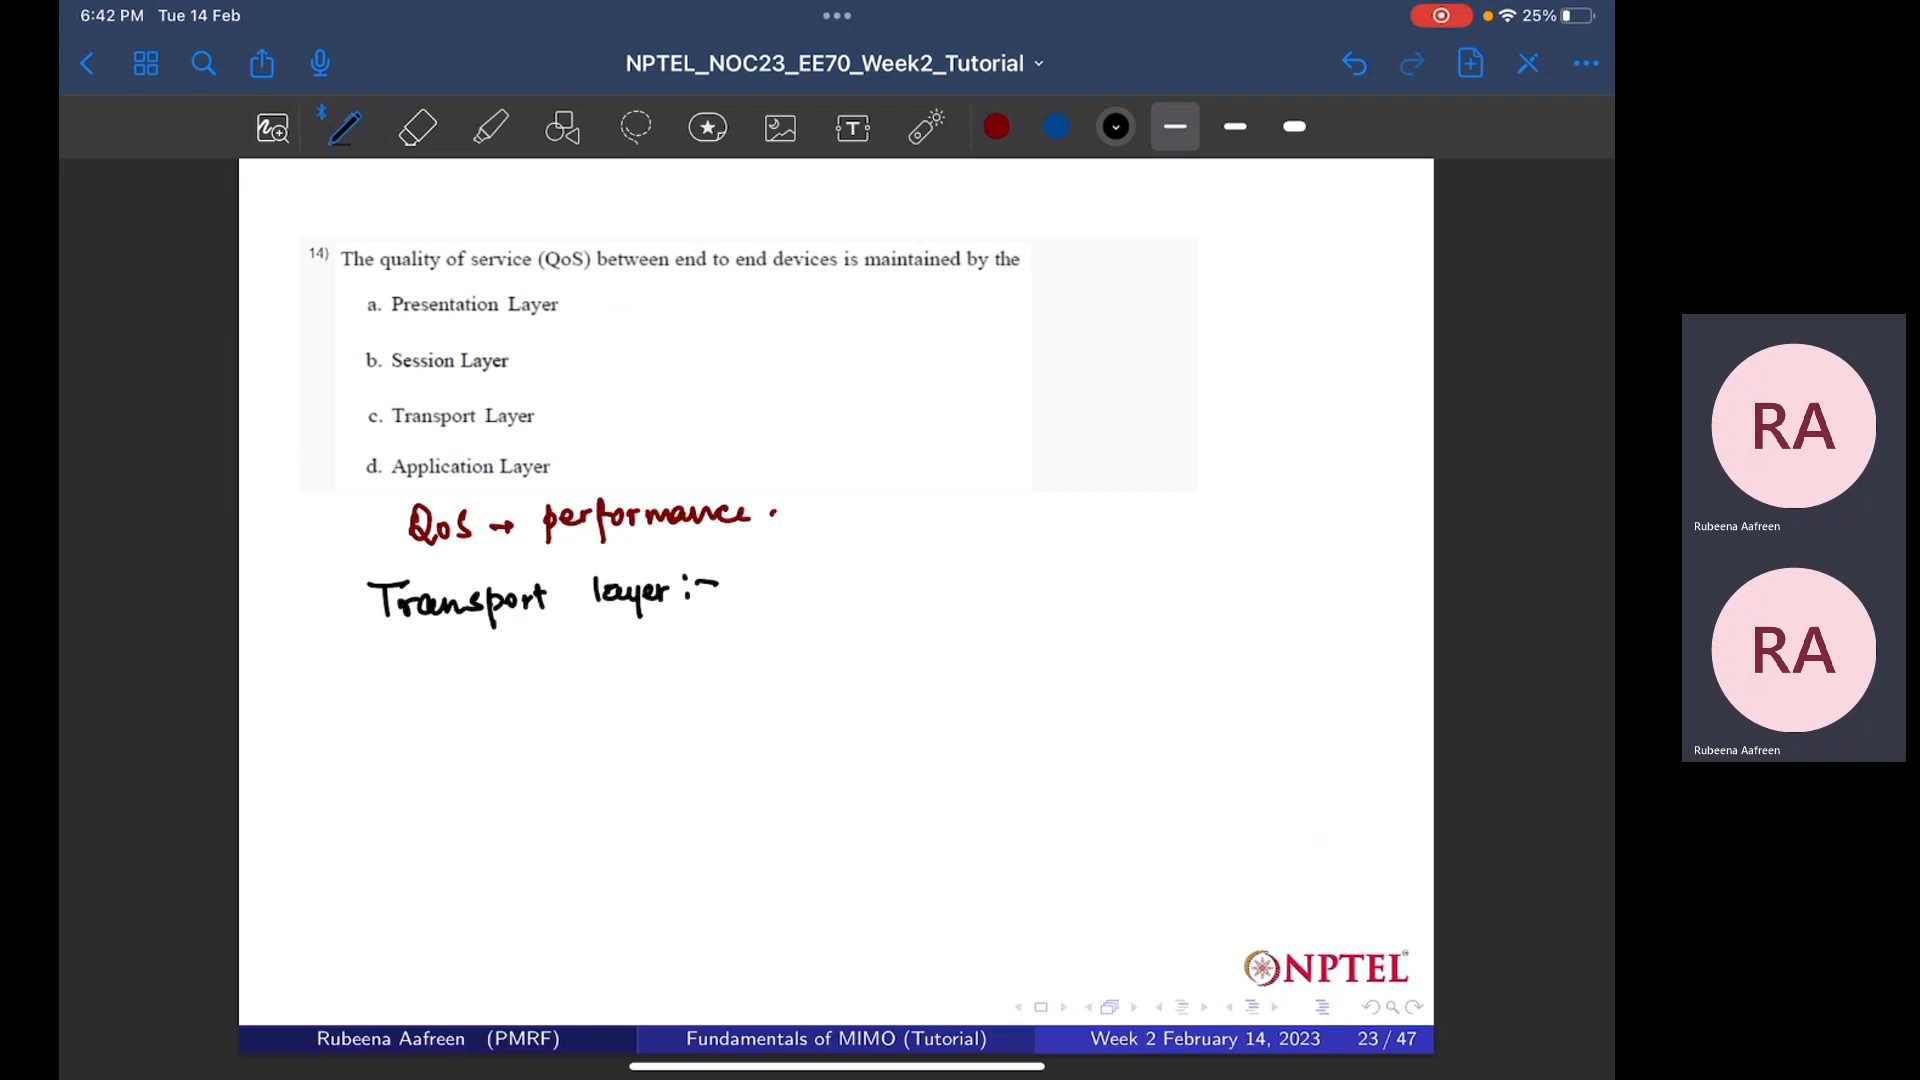 6:42 PM Tue 14 Feb
25%
NPTEL_NOC23_EE70_Week2_Tutorial
T
14) The quality of service (QoS) between end to end devices is maintained by the
a. Presentation Layer
b. Session Layer
c. Transport Layer
d. Application Layer
QoS → performance.
Transport layer:-
NPTEL
Rubeena Aafreen (PMRF) Fundamentals of MIMO (Tutorial) Week 2 February 14, 2023 23 / 47
RA
Rubeena Aafreen
RA
Rubeena Aafreen